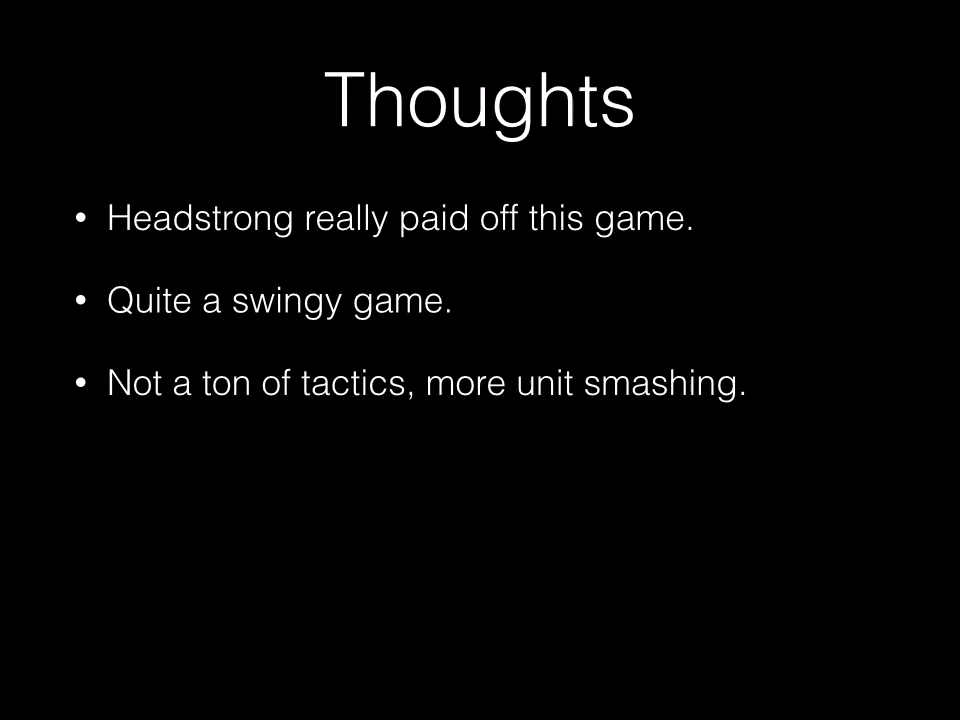 Thoughts
• Headstrong really paid off this game.
• Quite a swingy game.
• Not a ton of tactics, more unit smashing.